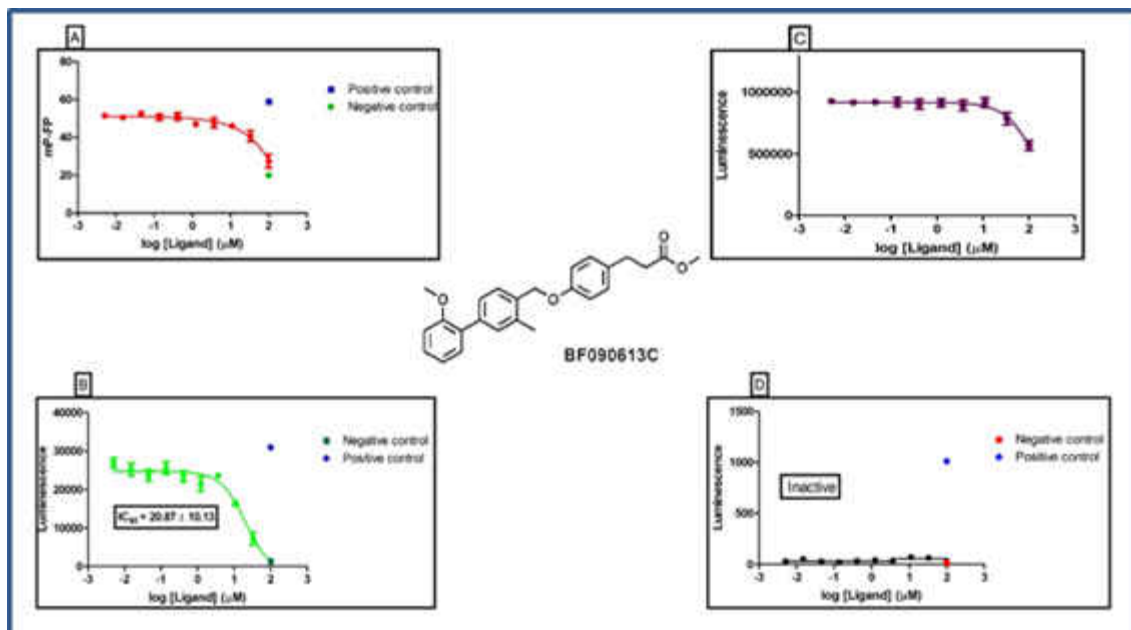 A
80
60
40
20
0
mP-FP
-3 -2 -1 0 1 2 3
log [Ligand] (μM)
Positive control
Negative control
C
1000000
500000
0
Luminescence
-3 -2 -1 0 1 2 3
log [Ligand] (μM)
O
O
O
O
BF090613C
B
40000
30000
20000
10000
0
Luminescence
IC50 = 20.87 ± 10.13
-3 -2 -1 0 1 2 3
log [Ligand] (μM)
Negative control
Positive control
D
1500
1000
500
0
Luminescence
Inactive
-3 -2 -1 0 1 2 3
log [Ligand] (μM)
Negative control
Positive control